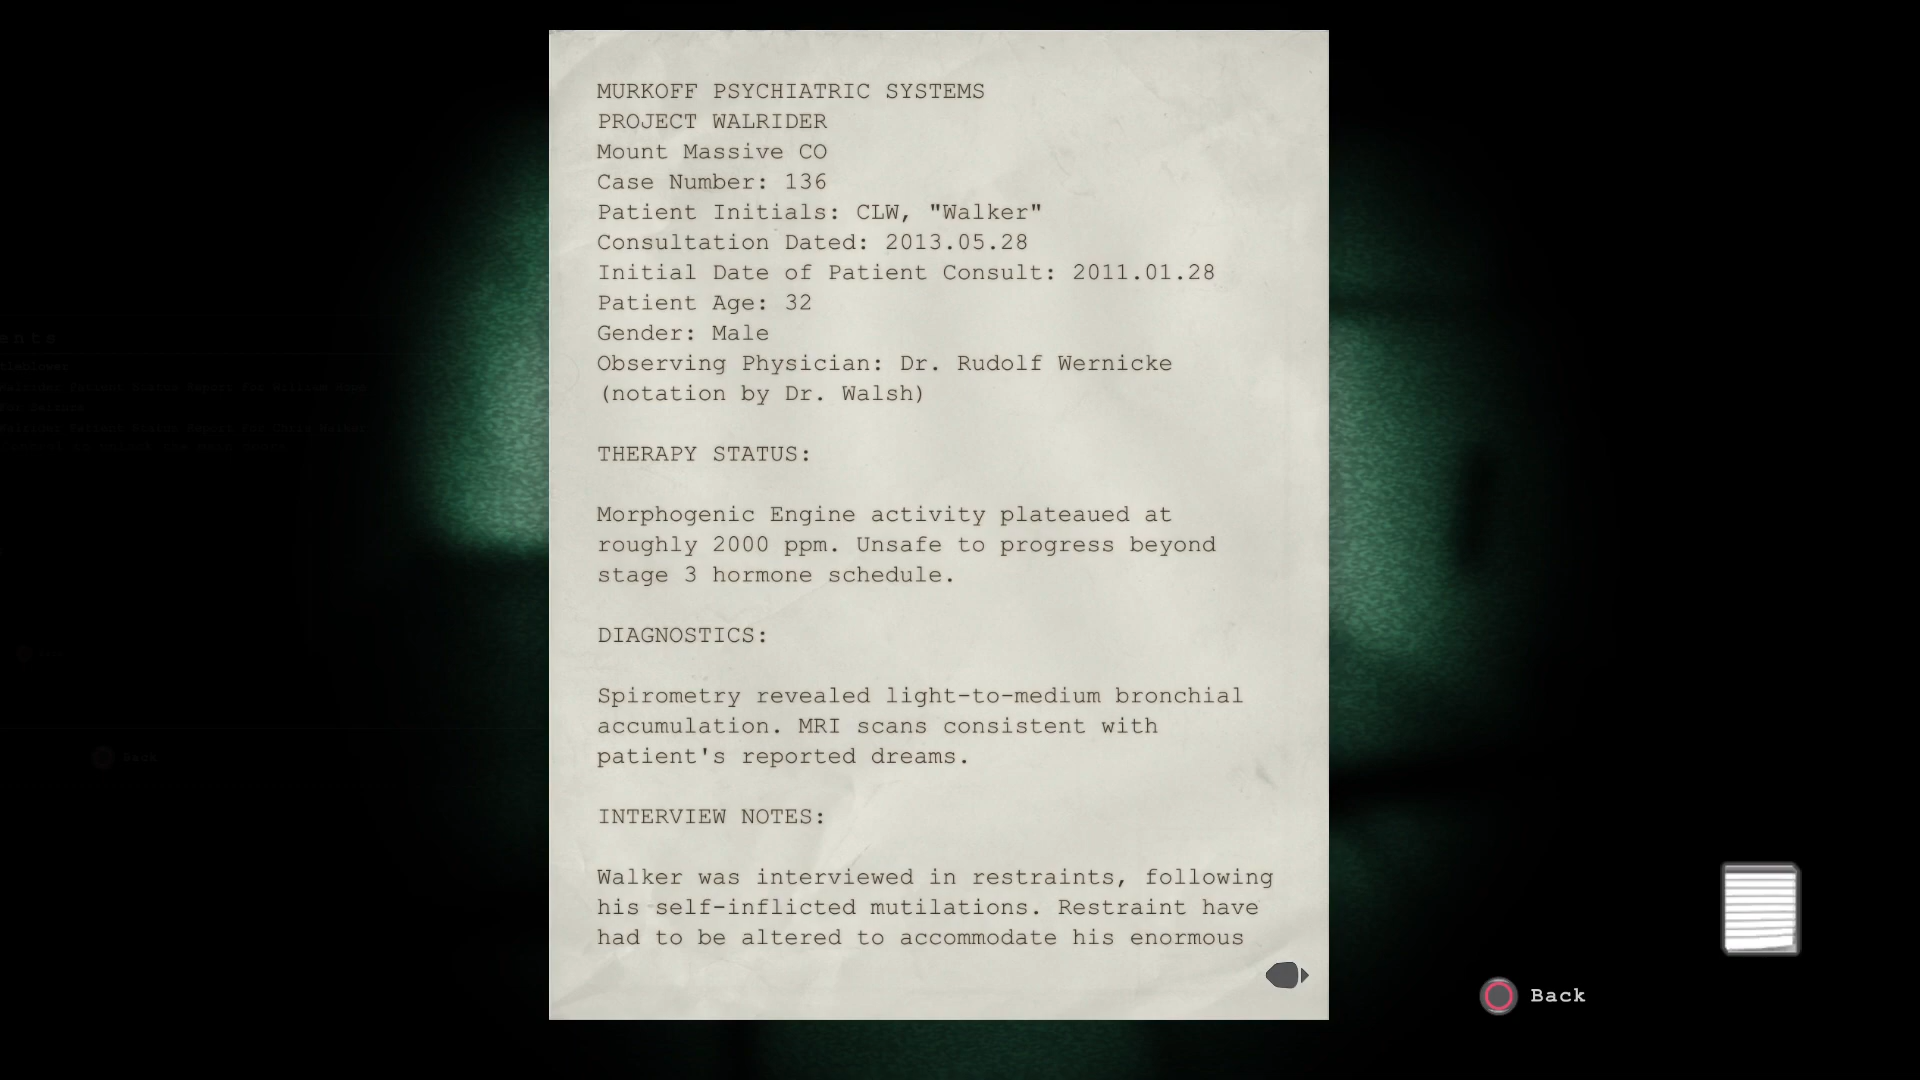 MURKOFF PSYCHIATRIC SYSTEMS
PROJECT WALRIDER
Mount Massive CO
Case Number: 136
Patient Initials: CLW, "Walker"
Consultation Dated: 2013.05.28
Initial Date of Patient Consult: 2011.01.28
Patient Age: 32
Gender: Male
Observing Physician: Dr. Rudolf Wernicke
(notation by Dr. Walsh)
THERAPY STATUS:
Morphogenic Engine activity plateaued at
roughly 2000 ppm. Unsafe to progress beyond
stage 3 hormone schedule.
DIAGNOSTICS:
Spirometry revealed light-to-medium bronchial
accumulation. MRI scans consistent with
patient's reported dreams.
INTERVIEW NOTES:
Walker was interviewed in restraints, following
his self-inflicted mutilations. Restraint have
had to be altered to accommodate his enormous
Back
Back